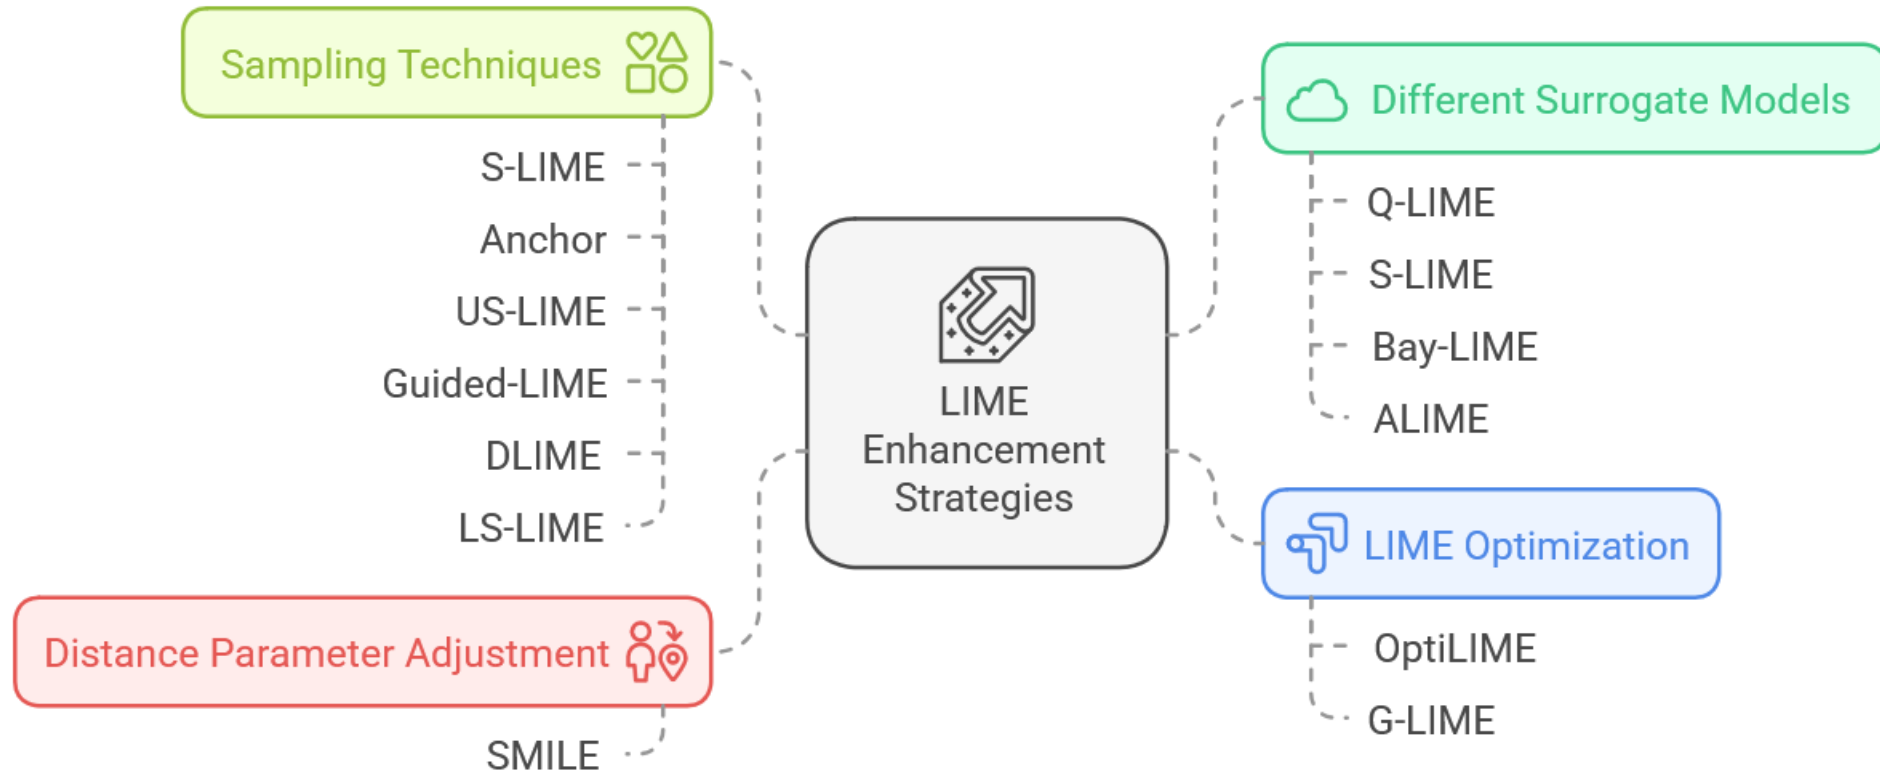 Sampling Techniques
S-LIME
Anchor
US-LIME
Guided-LIME
DLIME
LS-LIME
Distance Parameter Adjustment
SMILE
LIME
Enhancement
Strategies
Different Surrogate Models
Q-LIME
S-LIME
Bay-LIME
ALIME
LIME Optimization
OptiLIME
G-LIME